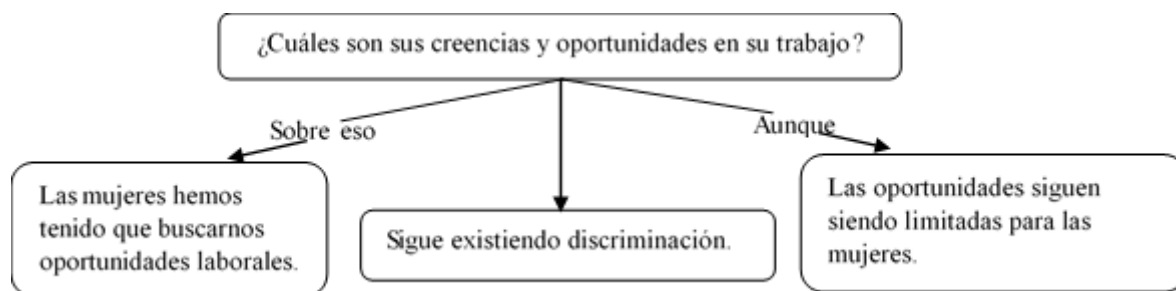 ¿Cuáles son sus creencias y oportunidades en su trabajo?
Sobre eso
Aunque
Las mujeres hemos
tenido que buscarnos
oportunidades laborales.
Sigue existiendo discriminación.
Las oportunidades siguen
siendo limitadas para las
mujeres.